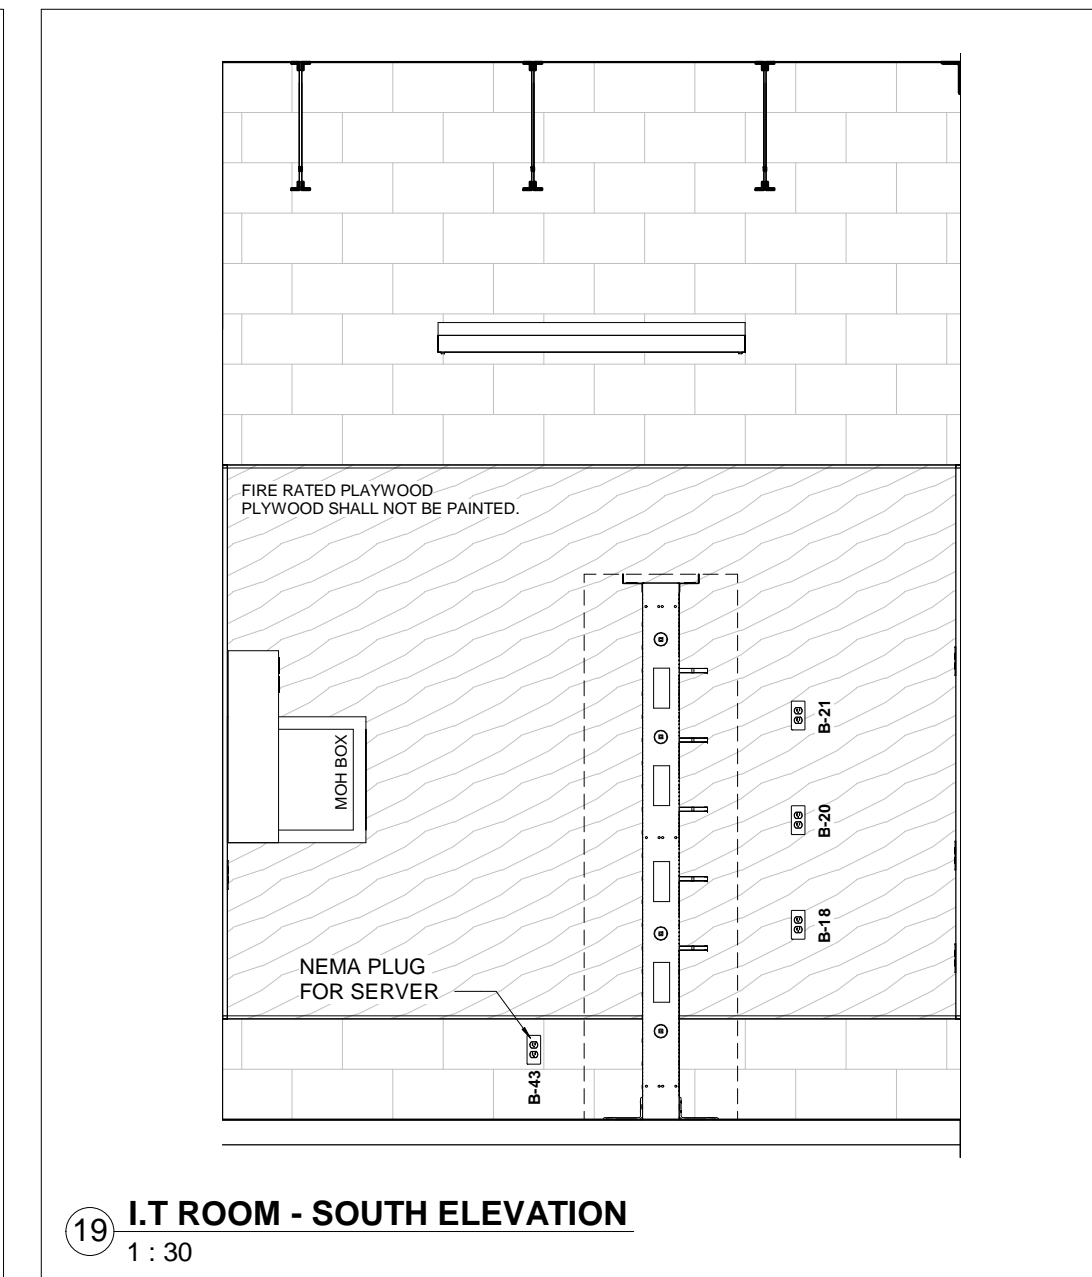 FIRE RATED PLAYWOOD
PLYWOOD SHALL NOT BE PAINTED.
MOH BOX
B-21
B-20
B-18
NEMA PLUG
FOR SERVER
B-43
19
I.T ROOM - SOUTH ELEVATION
1 : 30